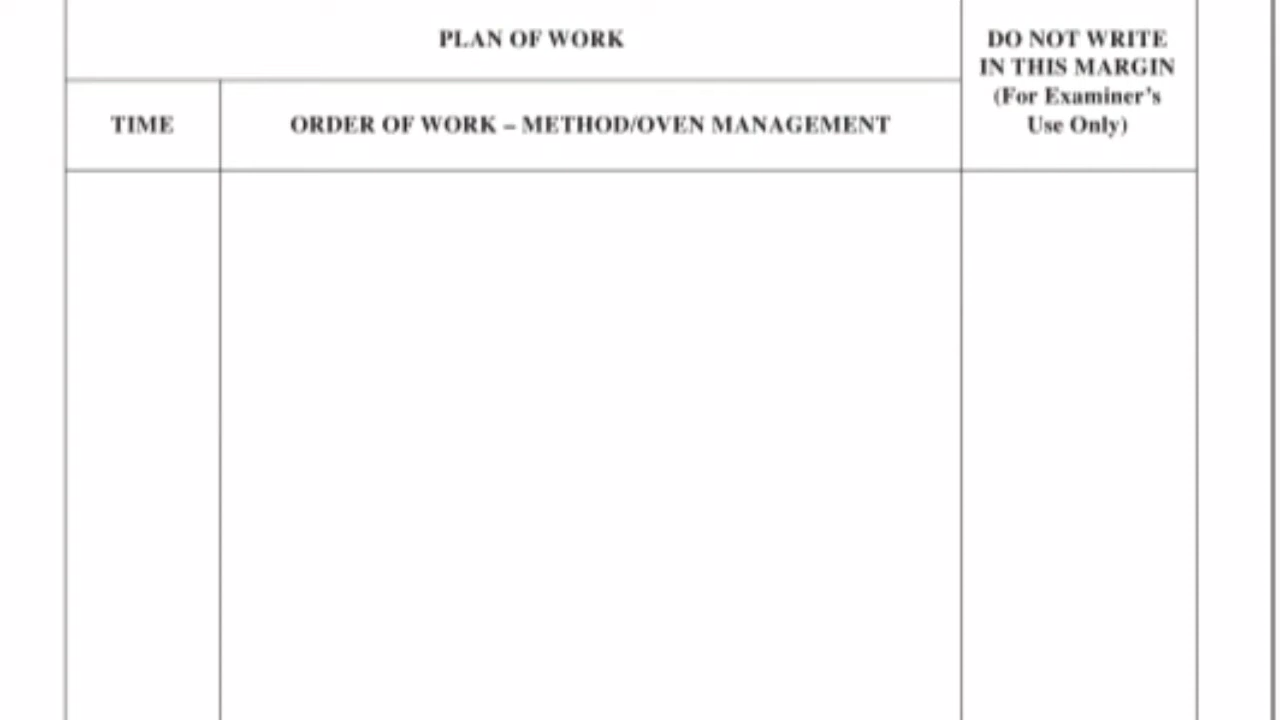 PLAN OF WORK
DO NOT WRITE
IN THIS MARGIN
(For Examiner's
Use Only)
TIME
ORDER OF WORK – METHOD/OVEN MANAGEMENT